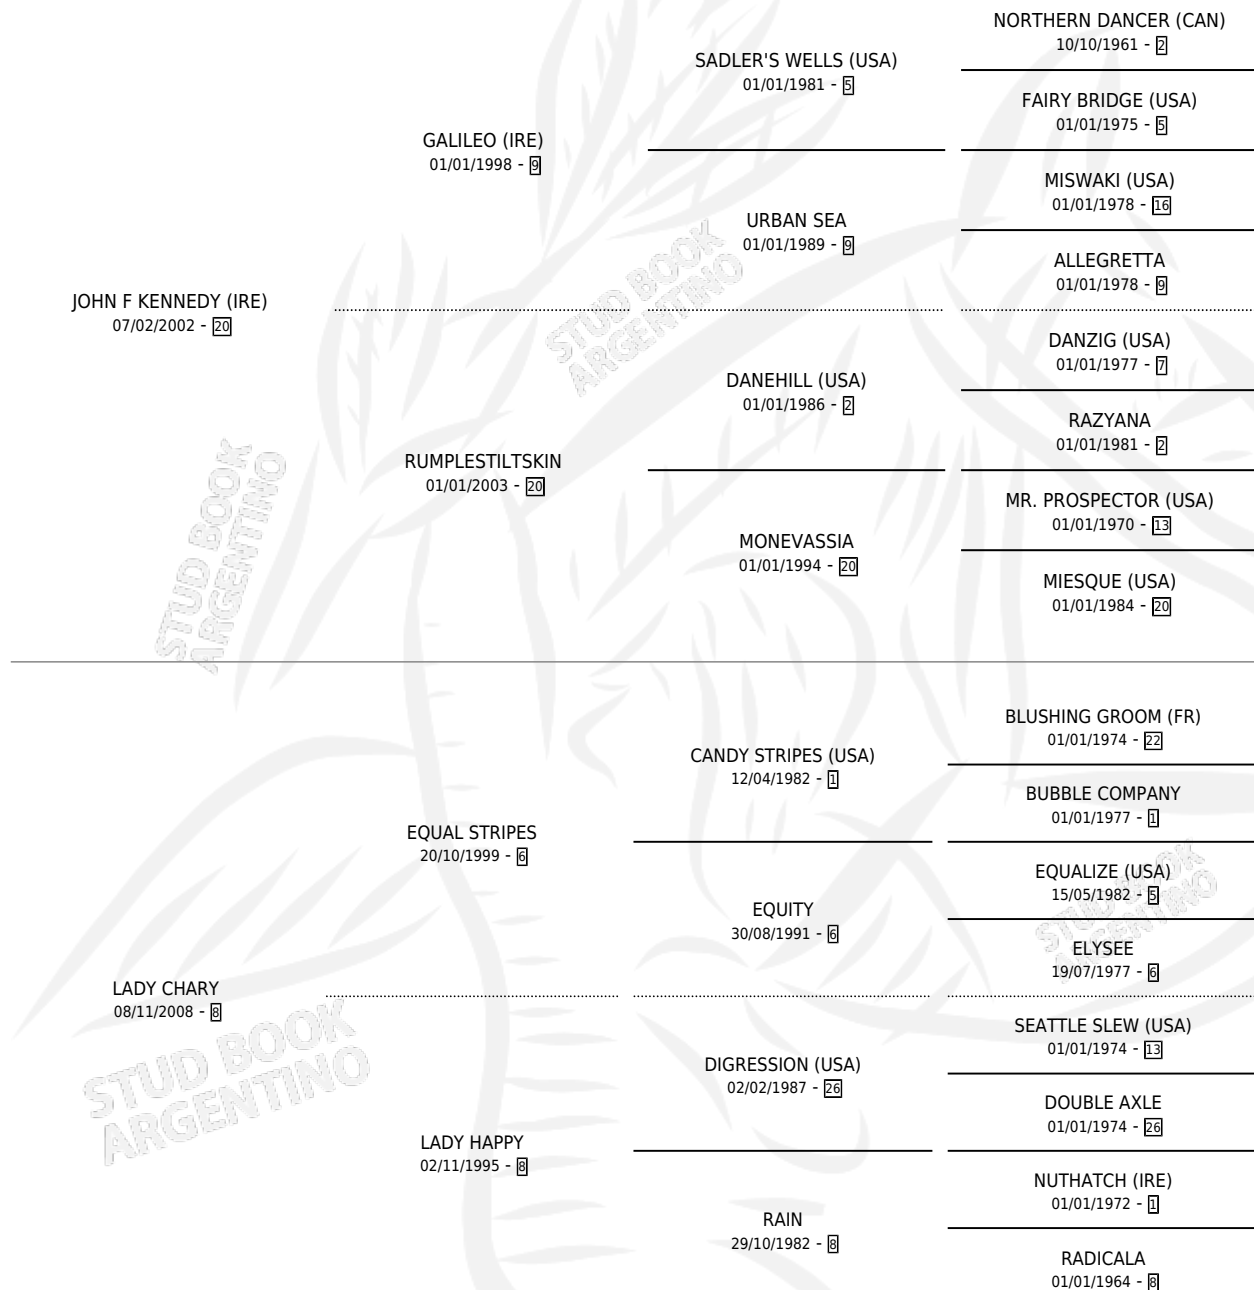 NORTHERN DANCER (CAN)
10/10/1961 - 2
SADLER'S WELLS (USA)
01/01/1981 - 5
FAIRY BRIDGE (USA)
01/01/1975 - 5
GALILEO (IRE)
01/01/1998 - 9
MISWAKI (USA)
01/01/1978 - 16
URBAN SEA
01/01/1989 - 9
ALLEGRETTA
01/01/1978 - 9
JOHN F KENNEDY (IRE)
07/02/2002 - 20
DANZIG (USA)
01/01/1977 - 7
DANEHILL (USA)
01/01/1986 - 2
RAZYANA
01/01/1981 - 2
RUMPLESTILTSKIN
01/01/2003 - 20
MR. PROSPECTOR (USA)
01/01/1970 - 13
MONEVASSIA
01/01/1994 - 20
MIESQUE (USA)
01/01/1984 - 20
BLUSHING GROOM (FR)
01/01/1974 - 22
CANDY STRIPES (USA)
12/04/1982 - 1
BUBBLE COMPANY
01/01/1977 - 1
EQUAL STRIPES
20/10/1999 - 6
EQUALIZE (USA)
15/05/1982 - 5
EQUITY
30/08/1991 - 6
ELYSEE
19/07/1977 - 6
LADY CHARY
08/11/2008 - 8
SEATTLE SLEW (USA)
01/01/1974 - 13
DIGRESSION (USA)
02/02/1987 - 26
DOUBLE AXLE
01/01/1974 - 26
LADY HAPPY
02/11/1995 - 8
NUTHATCH (IRE)
01/01/1972 - 1
RAIN
29/10/1982 - 8
RADICALA
01/01/1964 - 8
STUD BOOK
ARGENTINO
STUD BOOK
ARGENTINO
STUD BOOK
ARGENTINO
STUD BOOK
ARGENTINO